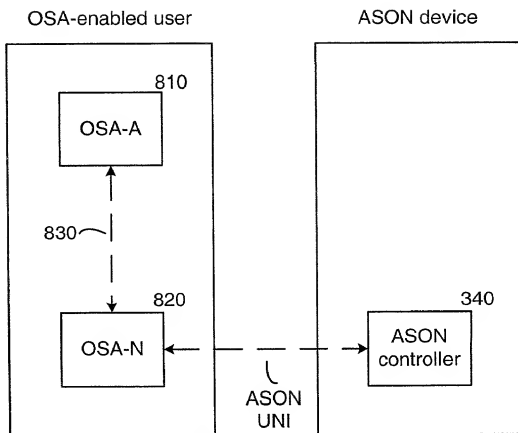 OSA-enabled user
ASON device
810
OSA-A
830
820
OSA-N
340
ASON
controller
ASON
UNI